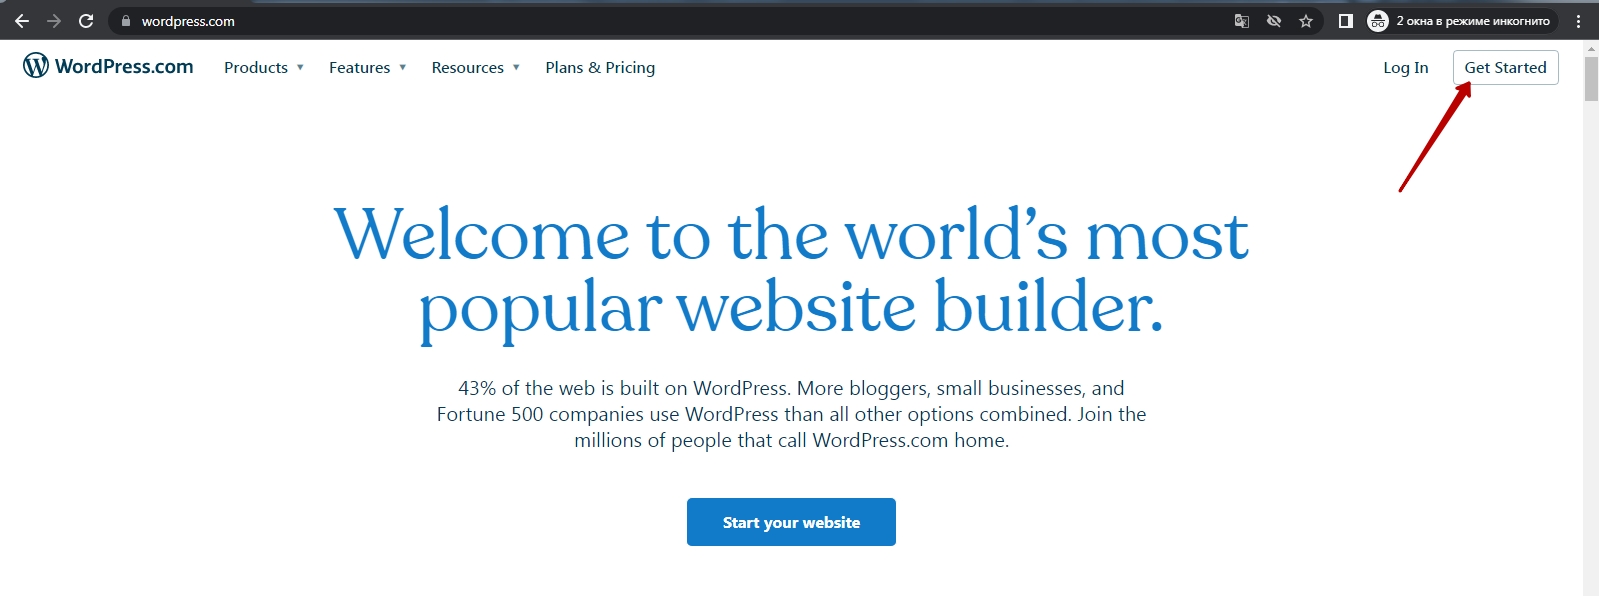 wordpress.com
2 окна в режиме инкогнито
WordPress.com Products Features Resources Plans & Pricing Log In Get Started
Welcome to the world’s most
popular website builder.
43% of the web is built on WordPress. More bloggers, small businesses, and
Fortune 500 companies use WordPress than all other options combined. Join the
millions of people that call WordPress.com home.
Start your website